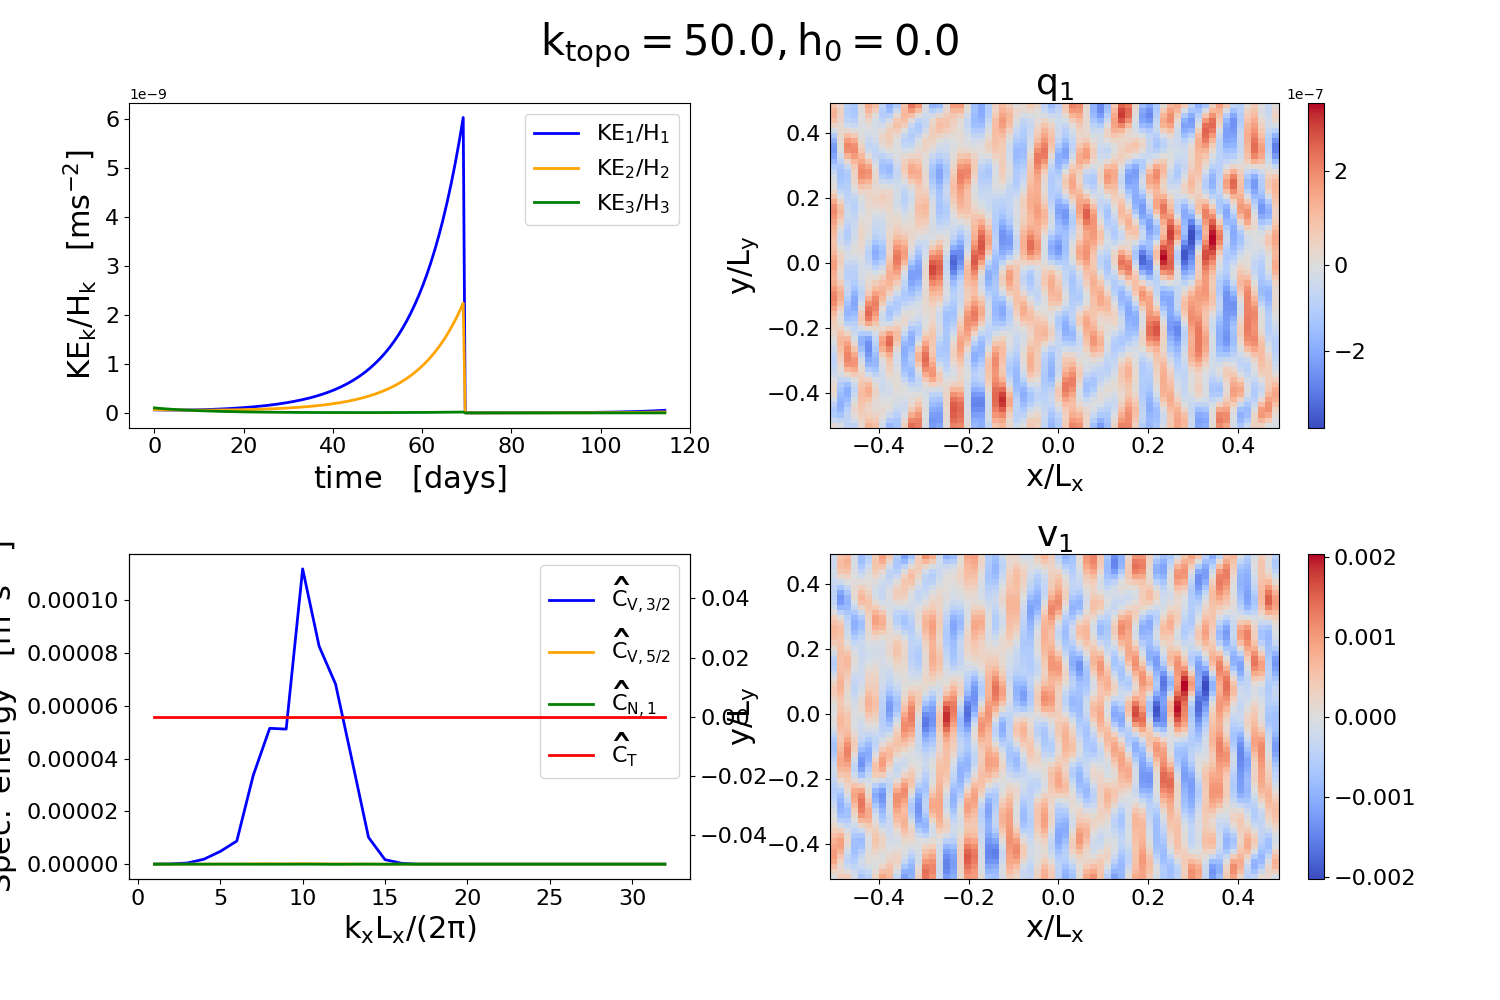 k_topo = 50.0, h_0 = 0.0
1e−9
KE_k/H_k [ms^−2]
6
5
4
3
2
1
0
KE_1/H_1
KE_2/H_2
KE_3/H_3
0 20 40 60 80 100 120
time [days]
q_1
1e−7
y/L_y
0.4
0.2
0.0
−0.2
−0.4
−0.4 −0.2 0.0 0.2 0.4
x/L_x
2
0
−2
Spec. energy
0.00010
0.00008
0.00006
0.00004
0.00002
0.00000
Ĉ_V,3/2
Ĉ_V,5/2
Ĉ_N,1
Ĉ_T
0.04
0.02
0.00
−0.02
−0.04
0 5 10 15 20 25 30
k_xL_x/(2π)
v_1
y/L_y
0.4
0.2
0.0
−0.2
−0.4
−0.4 −0.2 0.0 0.2 0.4
x/L_x
0.002
0.001
0.000
−0.001
−0.002